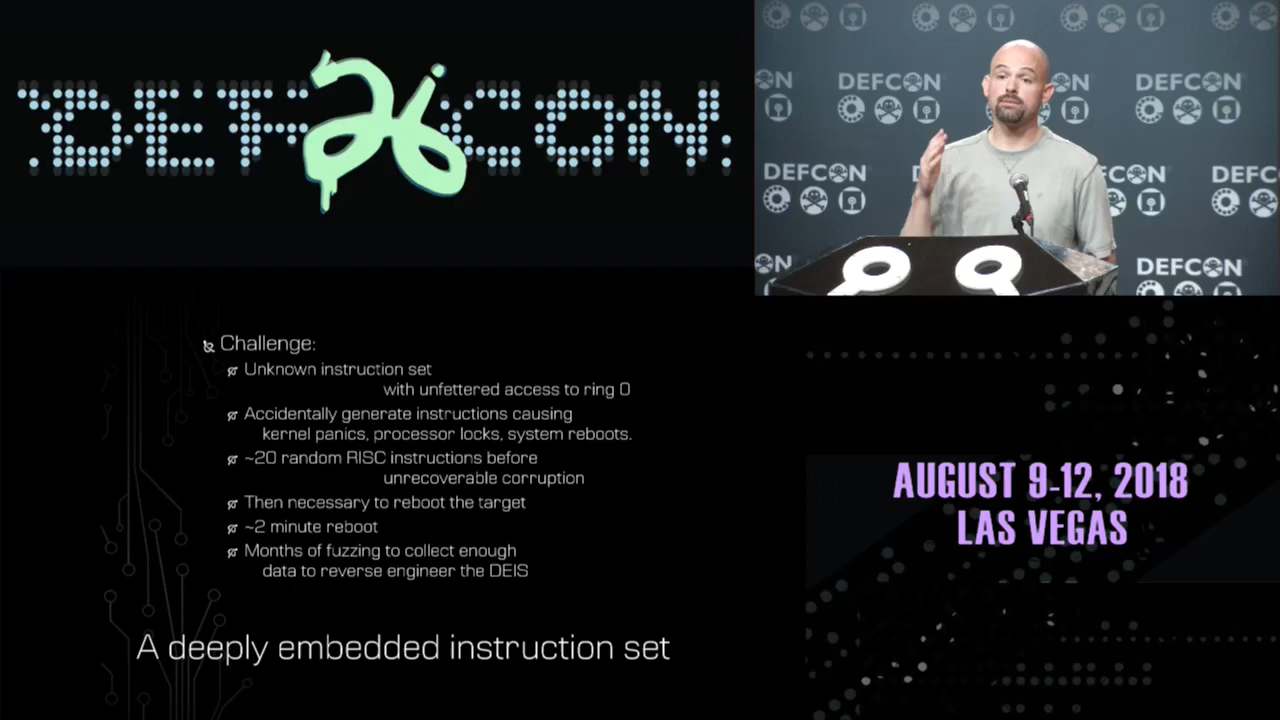 DEF 26 CON
DEFCON
DEFCON
DEFCON
DEFCON
DEFCON
DEFCON
Challenge:
Unknown instruction set
with unfettered access to ring 0
Accidentally generate instructions causing
kernel panics, processor locks, system reboots.
~20 random RISC instructions before
unrecoverable corruption
Then necessary to reboot the target
~2 minute reboot
Months of fuzzing to collect enough
data to reverse engineer the DEIS
A deeply embedded instruction set
AUGUST 9-12, 2018
LAS VEGAS